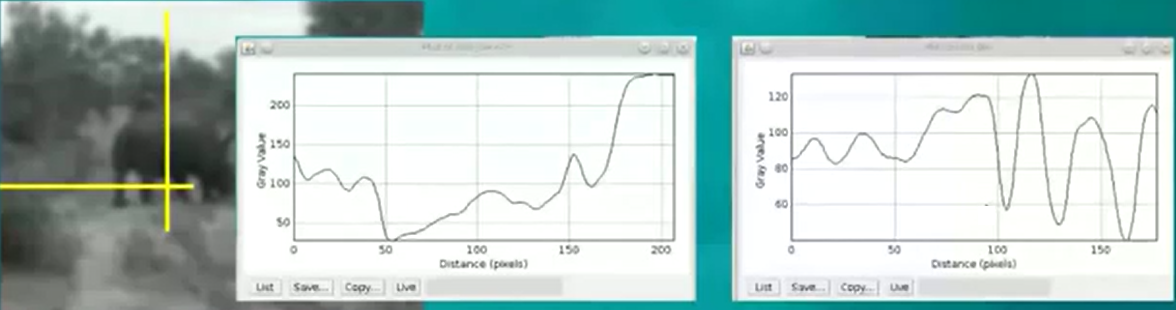 200
150
100
50
Gray Value
0 50 100 150 200
Distance (pixels)
List Save... Copy... Live
120
100
80
60
Gray Value
0 50 100 150
Distance (pixels)
List Save... Copy... Live